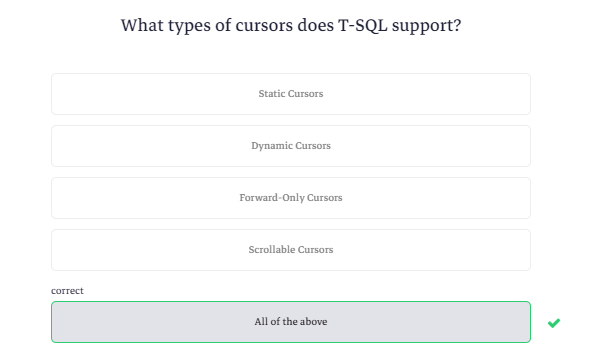 What types of cursors does T-SQL support?
Static Cursors
Dynamic Cursors
Forward-Only Cursors
Scrollable Cursors
correct
All of the above